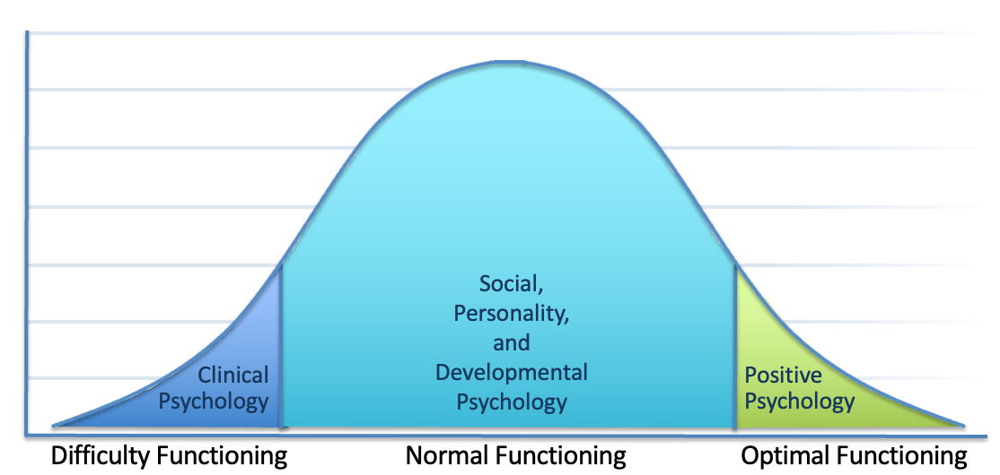 Social,
Personality,
and
Developmental
Psychology
Clinical
Psychology
Positive
Psychology
Difficulty Functioning
Normal Functioning
Optimal Functioning